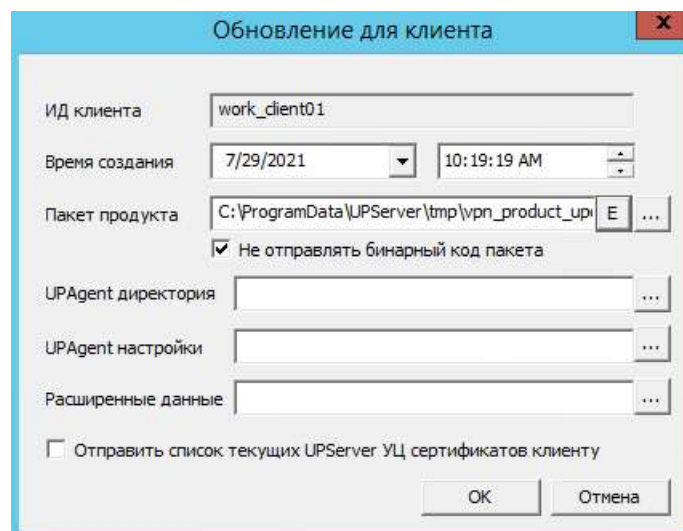 Обновление для клиента
x
ИД клиента work_client01
Время создания 7/29/2021 10:19:19 AM
Пакет продукта C:\ProgramData\UPServer\tmp\vpn_product_up E ...
Не отправлять бинарный код пакета
UPAgent директория ...
UPAgent настройки ...
Расширенные данные ...
Отправить список текущих UPServer УЦ сертификатов клиенту
ОК Отмена